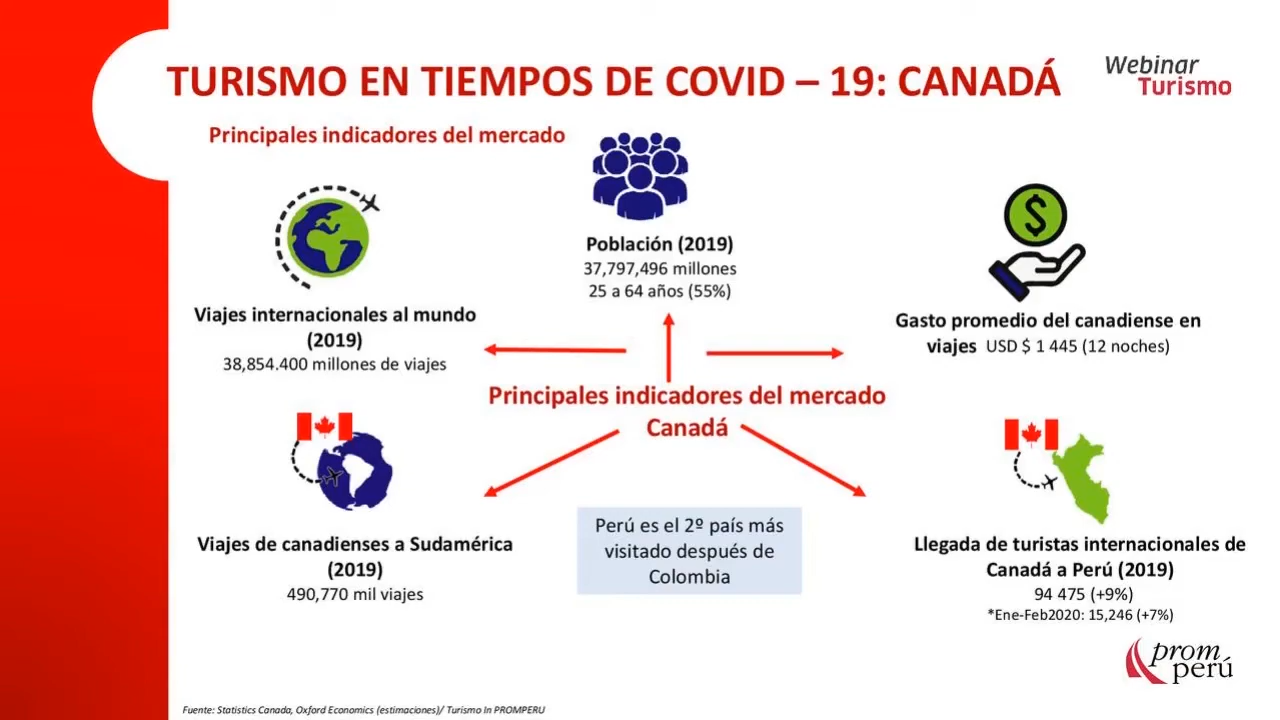 TURISMO EN TIEMPOS DE COVID – 19: CANADÁ
Webinar
Turismo
Principales indicadores del mercado
Población (2019)
37,797,496 millones
25 a 64 años (55%)
Viajes internacionales al mundo
(2019)
38,854.400 millones de viajes
Gasto promedio del canadiense en
viajes USD $ 1 445 (12 noches)
Principales indicadores del mercado
Canadá
Viajes de canadienses a Sudamérica
(2019)
490,770 mil viajes
Perú es el 2º país más
visitado después de
Colombia
Llegada de turistas internacionales de
Canadá a Perú (2019)
94 475 (+9%)
*Ene-Feb2020: 15,246 (+7%)
prom
perú
Fuente: Statistics Canada, Oxford Economics (estimaciones)/ Turismo In PROMPERU